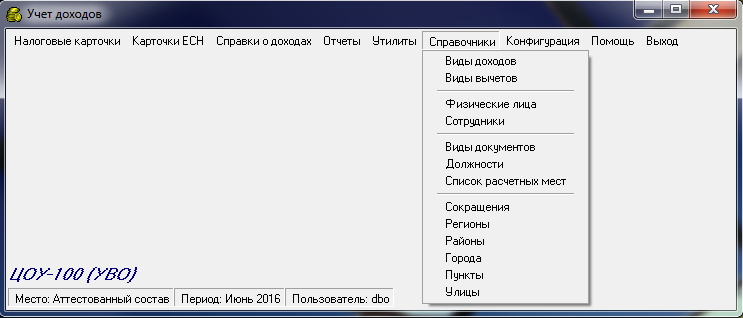 Учет доходов
Налоговые карточки Карточки ЕСН Справки о доходах Отчеты Утилиты Справочники Конфигурация Помощь Выход
Виды доходов
Виды вычетов
Физические лица
Сотрудники
Виды документов
Должности
Список расчетных мест
Сокращения
Регионы
Районы
Города
Пункты
Улицы
ЦОУ-100 (УВО)
Место: Аттестованный состав Период: Июнь 2016 Пользователь: dbo